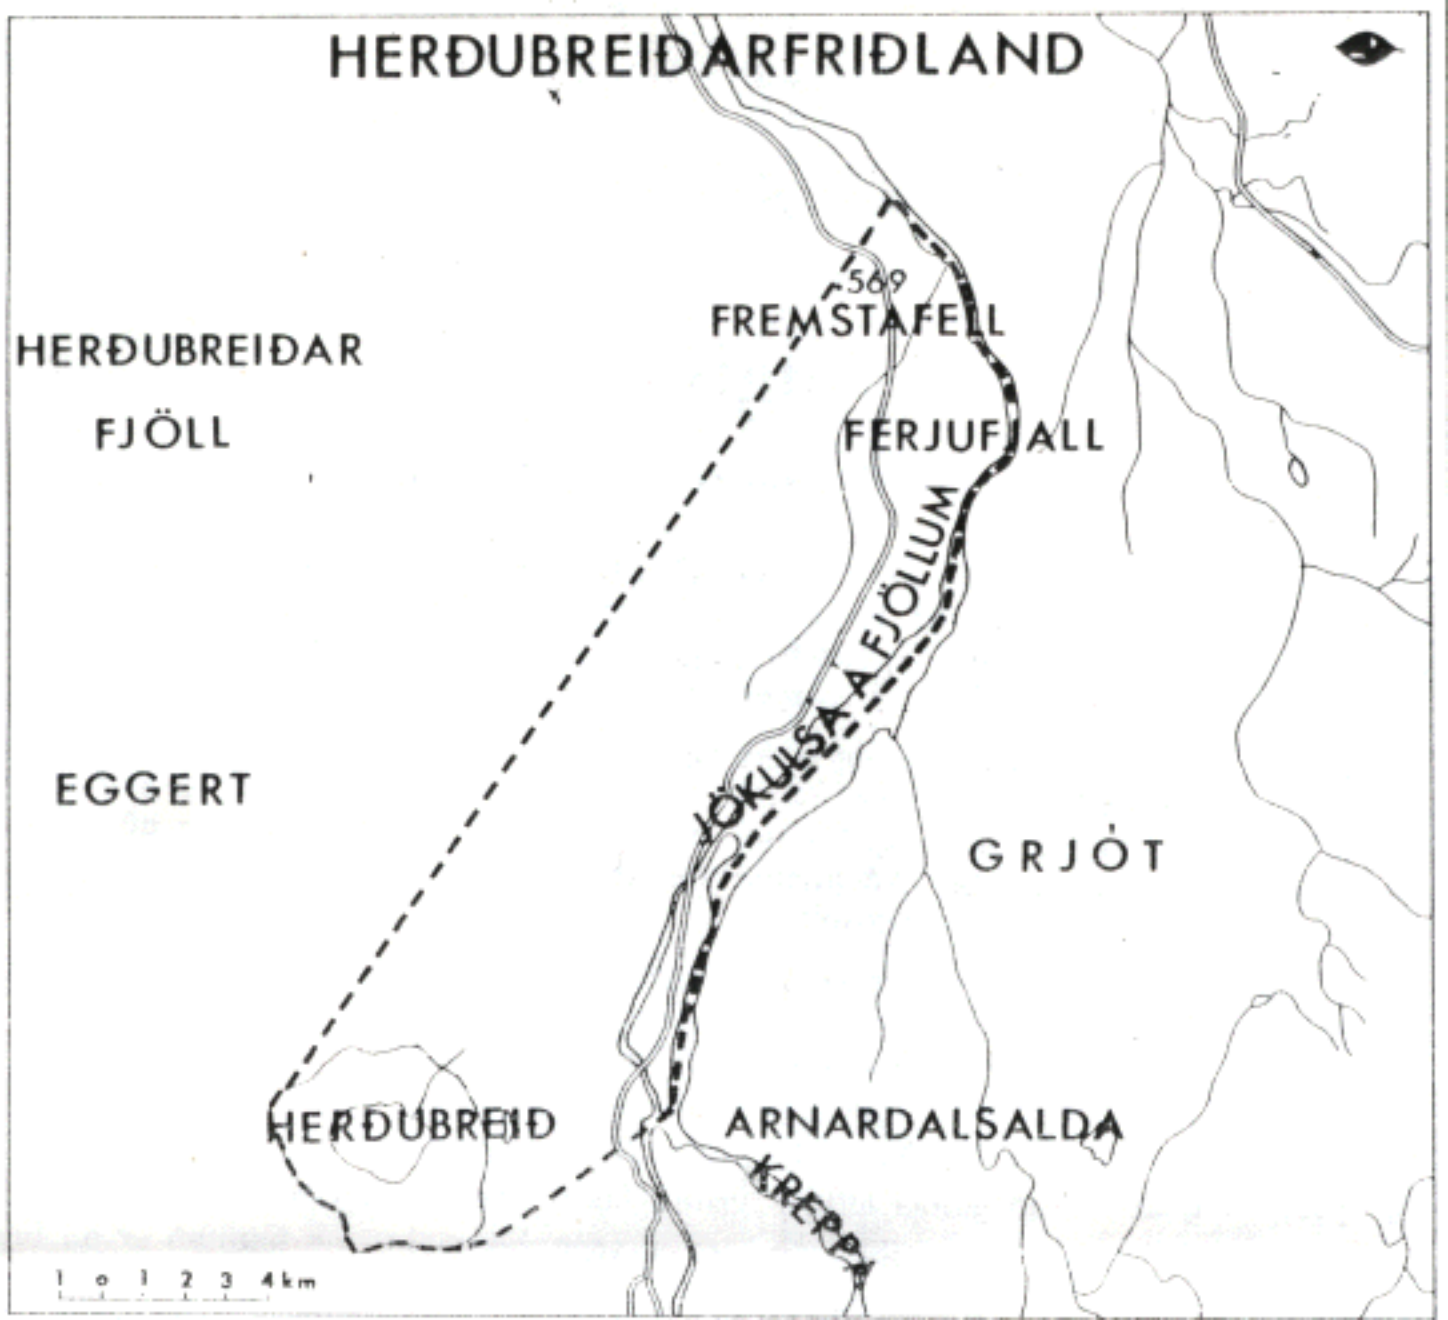 HERÐUBREIÐARFRIÐLAND
569
FREMSTAFELL
HERÐUBREIÐAR
FJÖLL
FERJUFJALL
JÖKULSA A FJÖLLUM
EGGERT
GRJÓT
HERÐUBREIÐ
ARNARDALSALDA
KREPPA
1 0 1 2 3 4 km